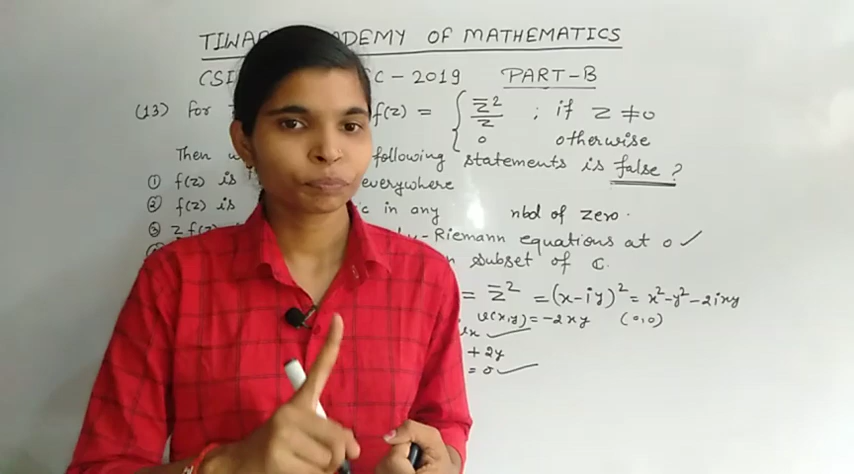 TIWA ADEMY OF MATHEMATICS
CSI C - 2019 PART-B
(13) For f(z) = { z̄²/z ; if z ≠ 0
0 otherwise
Then w following statements is false ?
① f(z) is everywhere
② f(z) is ic in any nbd of zero.
③ z f(z) - Riemann equations at 0 ✓
n subset of ℂ.
= z̄² = (x-iy)² = x²-y²-2ixy
v(x,y) = -2xy (0,0)
+ 2y
= 0